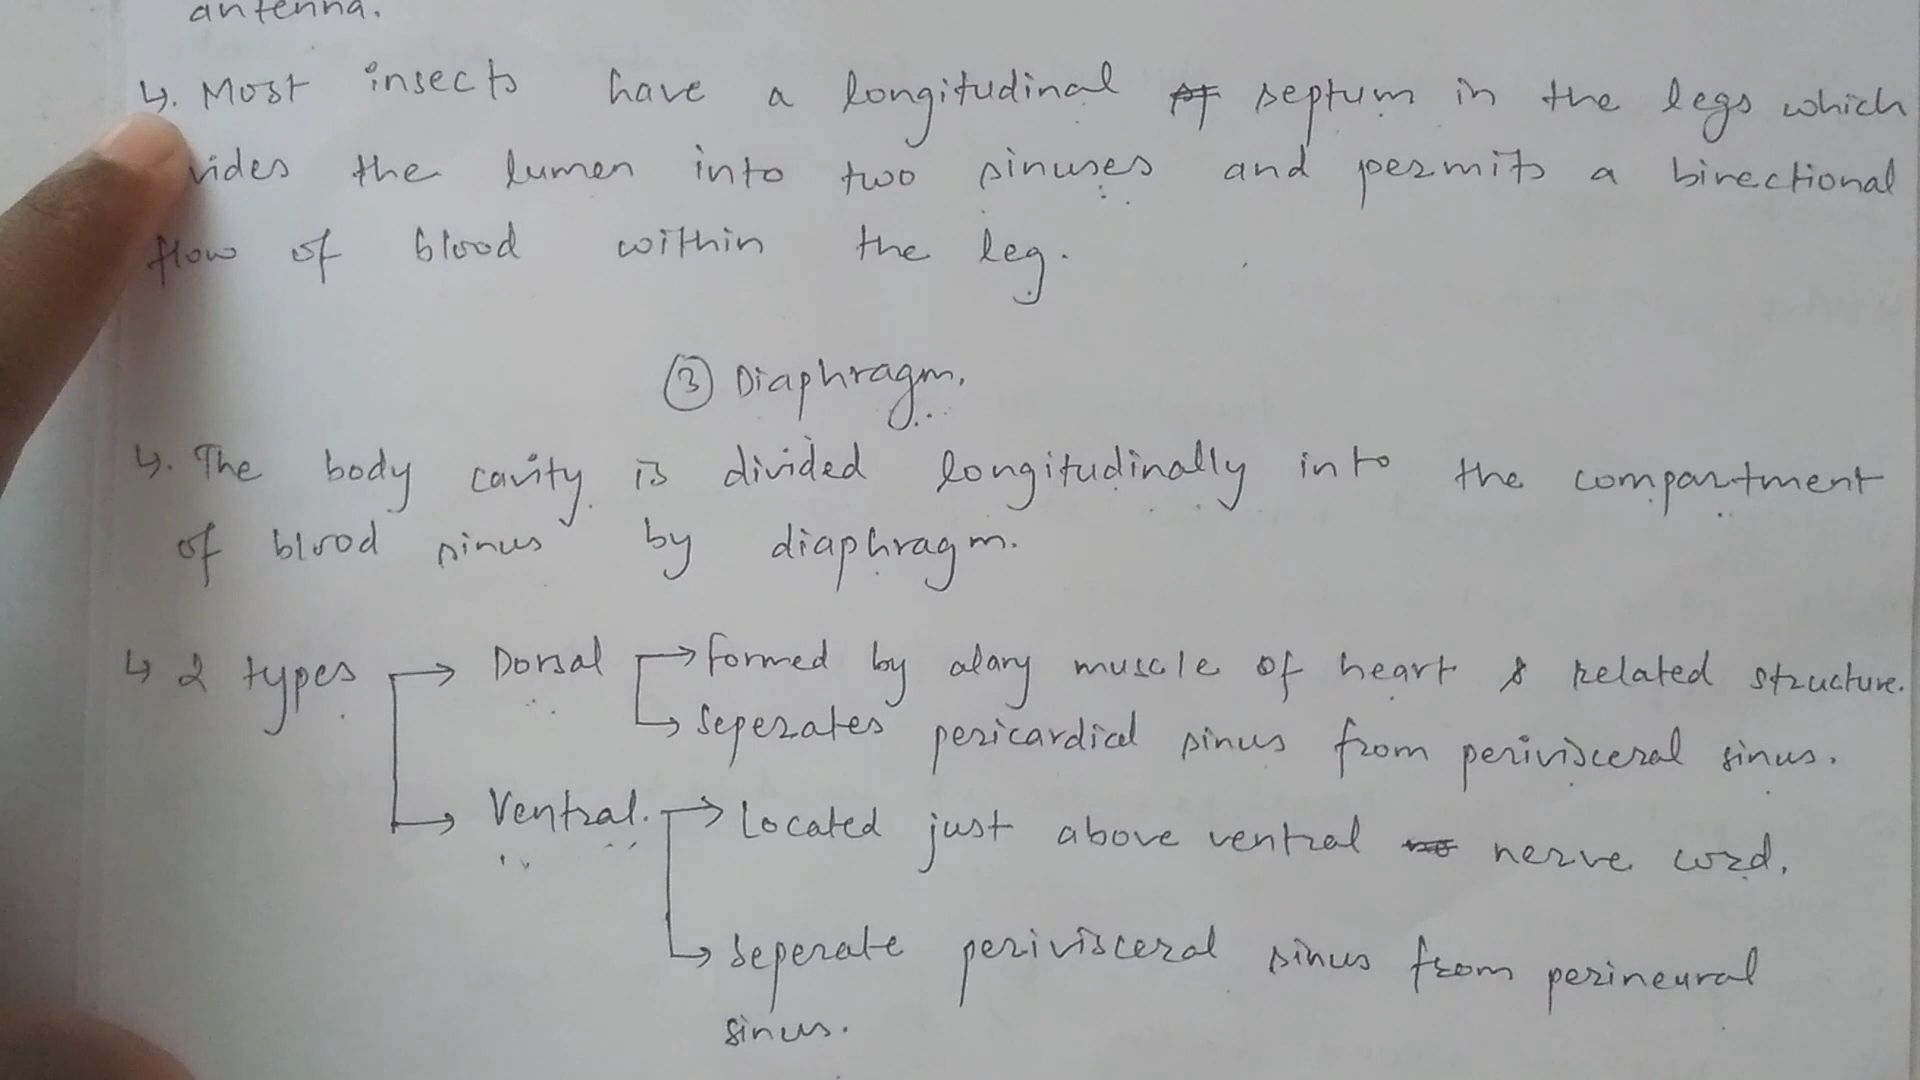 antenna.
↳. Most insects have a longitudinal septum in the legs which
vides the lumen into two sinuses and permits a birectional
flow of blood within the leg.
③ Diaphragm.
↳. The body cavity is divided longitudinally into the compartment
of blood sinus by diaphragm.
↳ 2 types → Dorsal → formed by alary muscle of heart & related structure.
↳ seperates pericardial sinus from perivisceral sinus.
↳ Ventral. → Located just above ventral nerve cord.
↳ seperate perivisceral sinus from perineural
sinus.